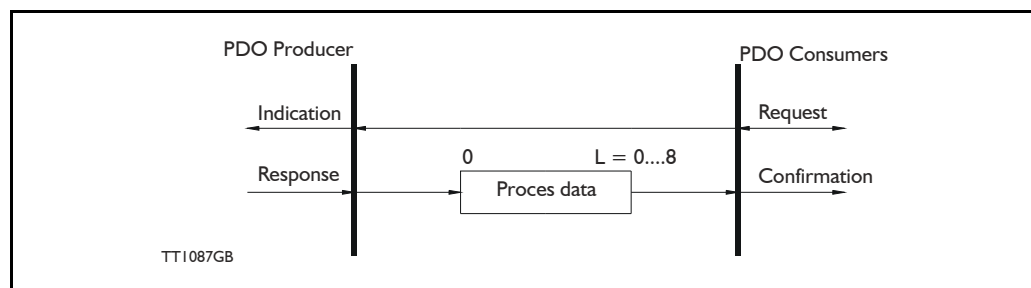 PDO Producer
PDO Consumers
Indication
Request
0
L = 0....8
Response
Proces data
Confirmation
TT1087GB